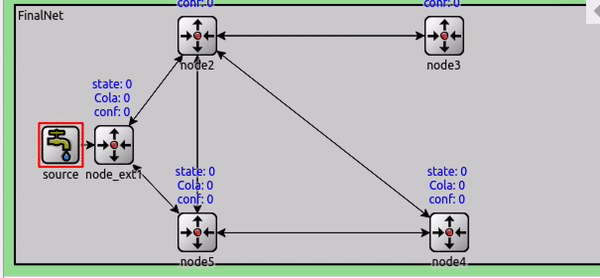 conf: 0
conf: 0
FinalNet
node2
node3
state: 0
Cola: 0
conf: 0
source
node_ext1
state: 0
Cola: 0
conf: 0
state: 0
Cola: 0
conf: 0
node5
node4